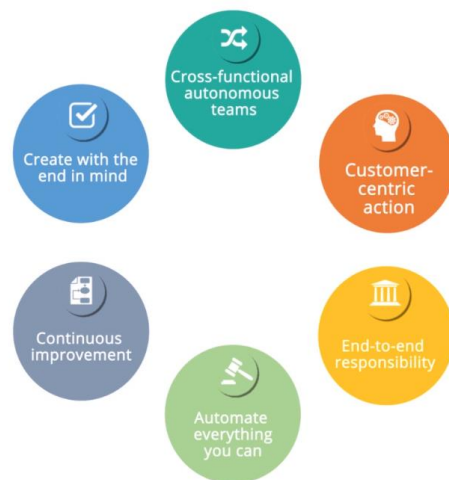 Cross-functional
autonomous
teams
Create with the
end in mind
Customer-
centric
action
Continuous
improvement
End-to-end
responsibility
Automate
everything
you can